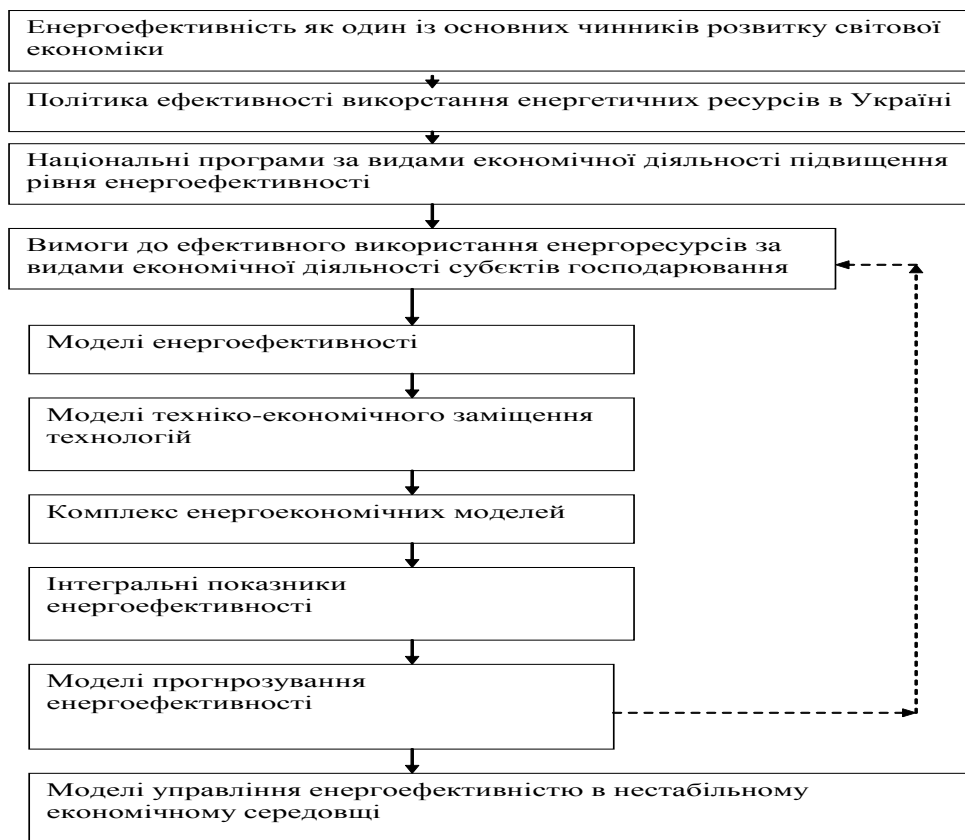 Енергоефективність як один із основних чинників розвитку світової
економіки
Політика ефективності викорстання енергетичних ресурсів в Україні
Національні програми за видами економічної діяльності підвищення
рівня енергоефективності
Вимоги до ефективного використання енергоресурсів за
видами економічної діяльності субєктів господарювання
Моделі енергоефективності
Моделі техніко-економічного заміщення
технологій
Комплекс енергоекономічних моделей
Інтегральні показники
енергоефективності
Моделі прогнрозування
енергоефективності
Моделі управління енергоефективністю в нестабільному
економічному середовщі